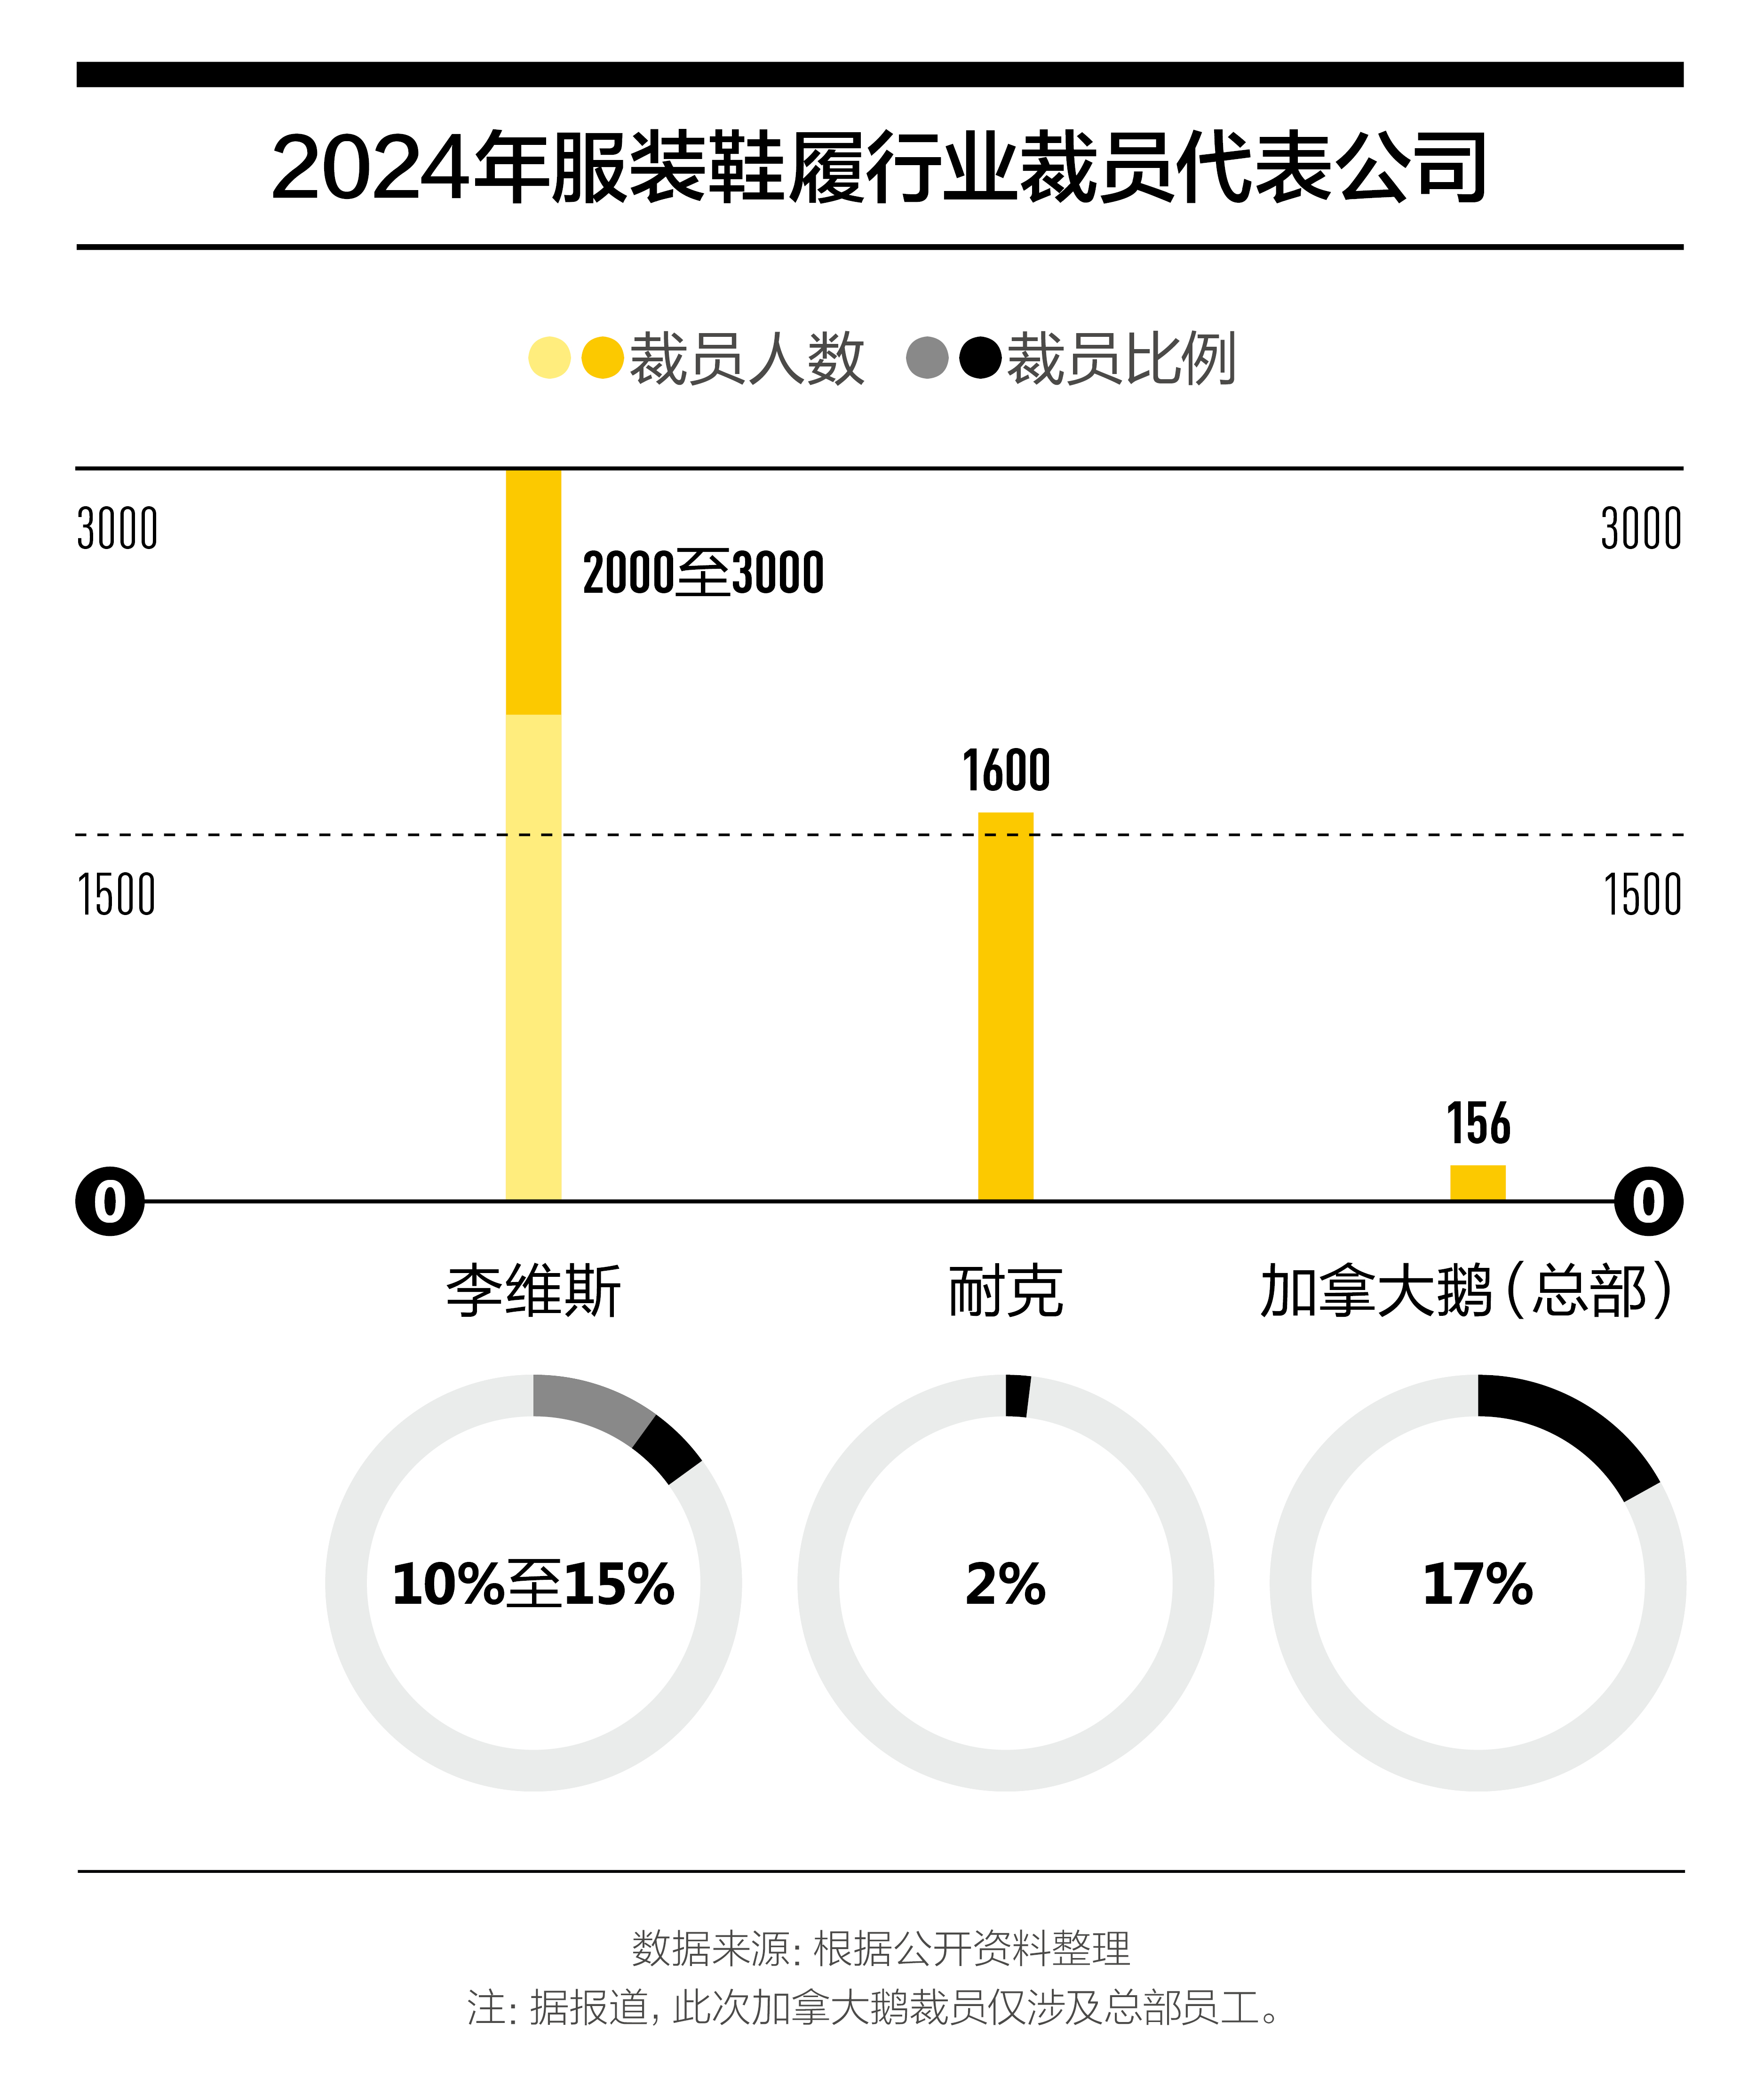 2024年服装鞋履行业裁员代表公司
裁员人数 裁员比例
3000 3000
2000至3000
1600
1500 1500
156
0 0
李维斯 耐克 加拿大鹅(总部)
10%至15% 2% 17%
数据来源: 根据公开资料整理
注: 据报道, 此次加拿大鹅裁员仅涉及总部员工。